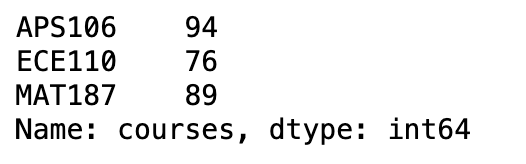 APS106    94
ECE110    76
MAT187    89
Name: courses, dtype: int64